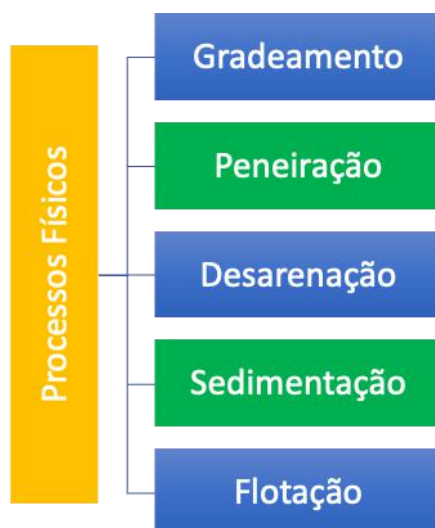 Processos Físicos
Gradeamento
Peneiração
Desarenação
Sedimentação
Flotação